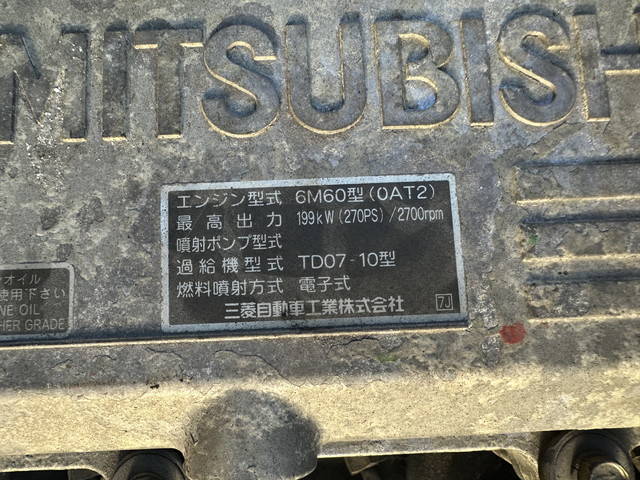 MITSUBISH
エンジン型式 6M60型(0AT2)
最高出力 199kW(270PS)/2700rpm
噴射ポンプ型式
過給機型式 TD07-10型
燃料噴射方式 電子式
三菱自動車工業株式会社 7J
オイル
使用下さい
NE OIL
HER GRADE